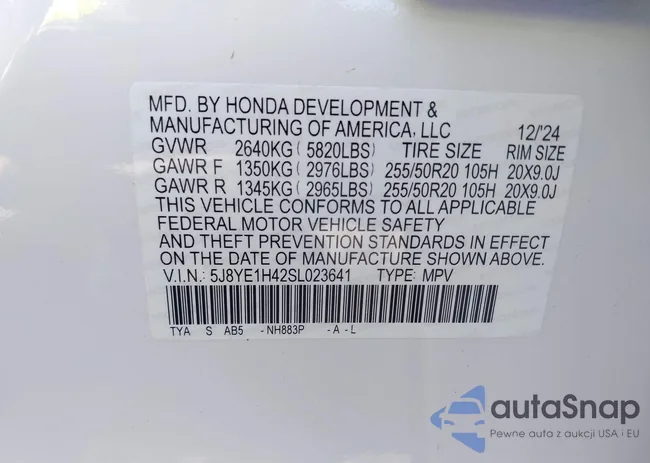 MFD. BY HONDA DEVELOPMENT &
MANUFACTURING OF AMERICA, LLC 12/'24
GVWR 2640KG ( 5820LBS) TIRE SIZE RIM SIZE
GAWR F 1350KG ( 2976LBS) 255/50R20 105H 20X9.0J
GAWR R 1345KG ( 2965LBS) 255/50R20 105H 20X9.0J
THIS VEHICLE CONFORMS TO ALL APPLICABLE
FEDERAL MOTOR VEHICLE SAFETY
AND THEFT PREVENTION STANDARDS IN EFFECT
ON THE DATE OF MANUFACTURE SHOWN ABOVE.
V.I.N.: 5J8YE1H42SL023641 TYPE: MPV
TYA S AB5 -NH883P -A-L
autoSnap
Pewne auta z aukcji USA i EU